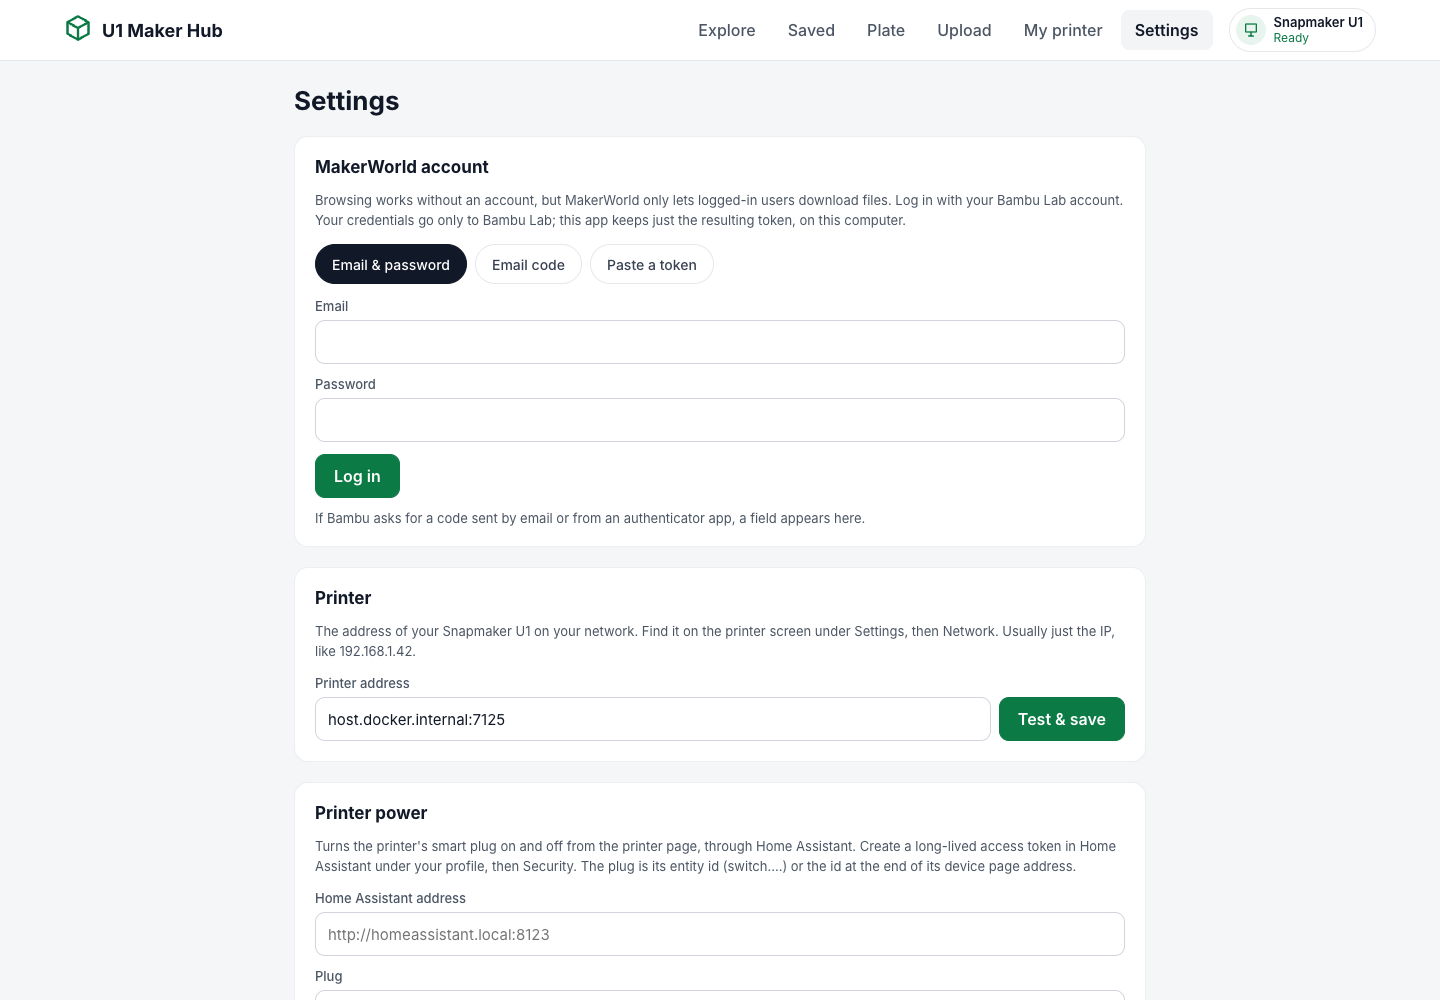 U1 Maker Hub
Explore
Saved
Plate
Upload
My printer
Settings
Snapmaker U1
Ready
Settings
MakerWorld account
Browsing works without an account, but MakerWorld only lets logged-in users download files. Log in with your Bambu Lab account.
Your credentials go only to Bambu Lab; this app keeps just the resulting token, on this computer.
Email & password
Email code
Paste a token
Email
Password
Log in
If Bambu asks for a code sent by email or from an authenticator app, a field appears here.
Printer
The address of your Snapmaker U1 on your network. Find it on the printer screen under Settings, then Network. Usually just the IP,
like 192.168.1.42.
Printer address
host.docker.internal:7125
Test & save
Printer power
Turns the printer's smart plug on and off from the printer page, through Home Assistant. Create a long-lived access token in Home
Assistant under your profile, then Security. The plug is its entity id (switch....) or the id at the end of its device page address.
Home Assistant address
http://homeassistant.local:8123
Plug